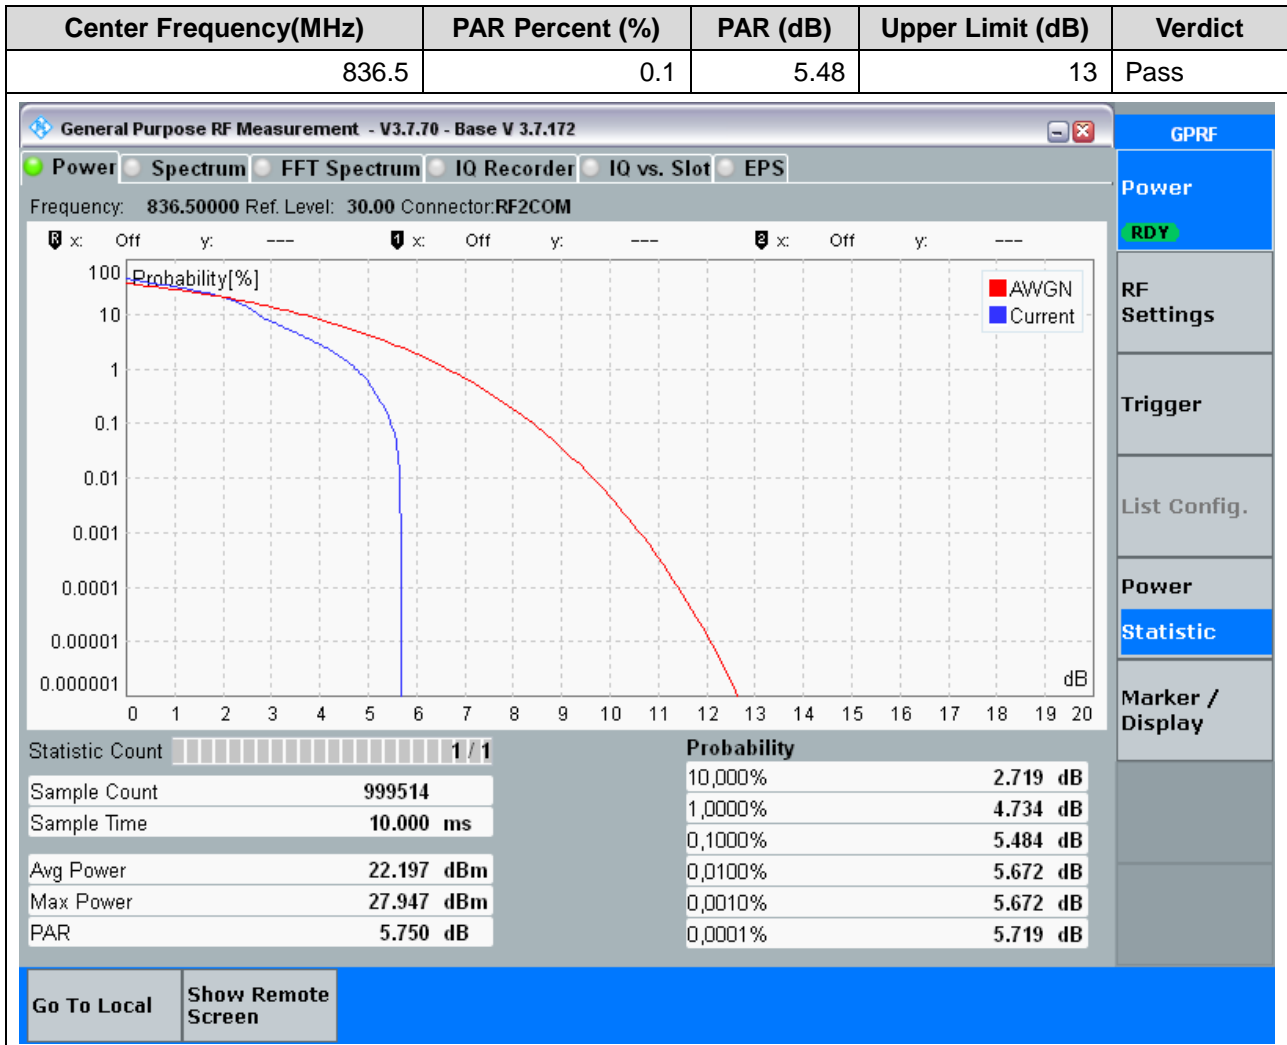 Center Frequency(MHz) PAR Percent (%) PAR (dB) Upper Limit (dB) Verdict
836.5 0.1 5.48 13 Pass
General Purpose RF Measurement - V3.7.70 - Base V 3.7.172
GPRF
Power Spectrum FFT Spectrum IQ Recorder IQ vs. Slot EPS
Power
RDY
Frequency: 836.50000 Ref. Level: 30.00 Connector:RF2COM
R x: Off y: --- 1 x: Off y: --- 2 x: Off y: ---
Probability[%]
AWGN
Current
100
10
1
0.1
0.01
0.001
0.0001
0.00001
0.000001
dB
0 1 2 3 4 5 6 7 8 9 10 11 12 13 14 15 16 17 18 19 20
RF
Settings
Trigger
List Config.
Power
Statistic
Marker /
Display
Statistic Count 1 / 1
Sample Count 999514
Sample Time 10.000 ms
Avg Power 22.197 dBm
Max Power 27.947 dBm
PAR 5.750 dB
Probability
10,000% 2.719 dB
1,0000% 4.734 dB
0,1000% 5.484 dB
0,0100% 5.672 dB
0,0010% 5.672 dB
0,0001% 5.719 dB
Go To Local
Show Remote
Screen